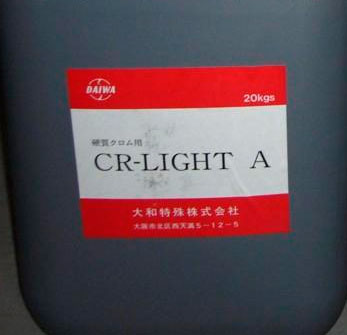 DAIWA
20kgs
硬質クロム用
CR-LIGHT A
大和特殊株式会社
大阪市北区西天満5-12-5